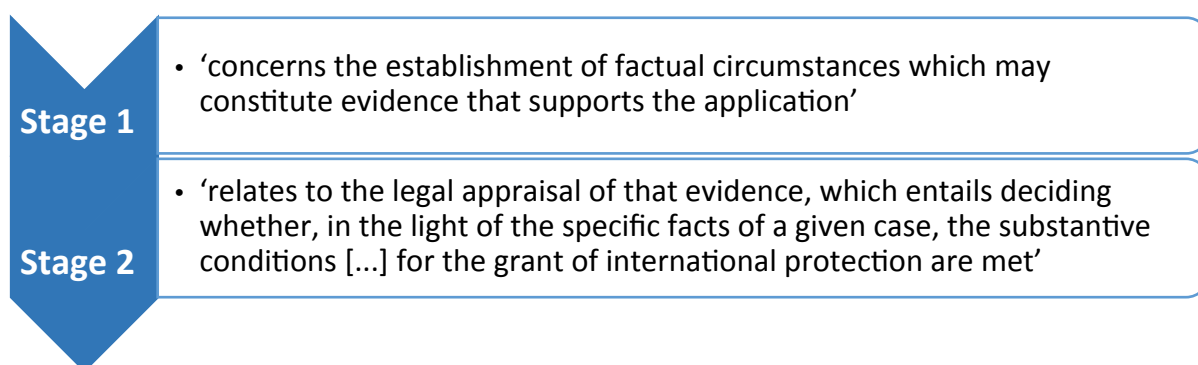 Stage 1
• ‘concerns the establishment of factual circumstances which may
constitute evidence that supports the application’
Stage 2
• ‘relates to the legal appraisal of that evidence, which entails deciding
whether, in the light of the specific facts of a given case, the substantive
conditions [...] for the grant of international protection are met’